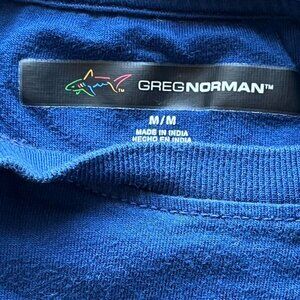 GREGNORMAN™
M/M
MADE IN INDIA
HECHO EN INDIA